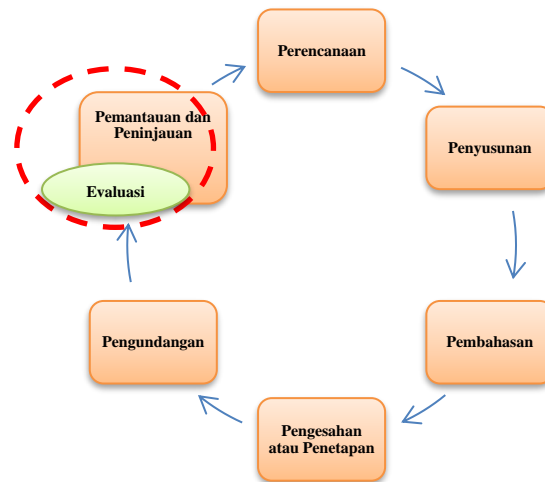 Perencanaan
Pemantauan dan
Peninjauan
Penyusunan
Evaluasi
Pengundangan
Pembahasan
Pengesahan
atau Penetapan